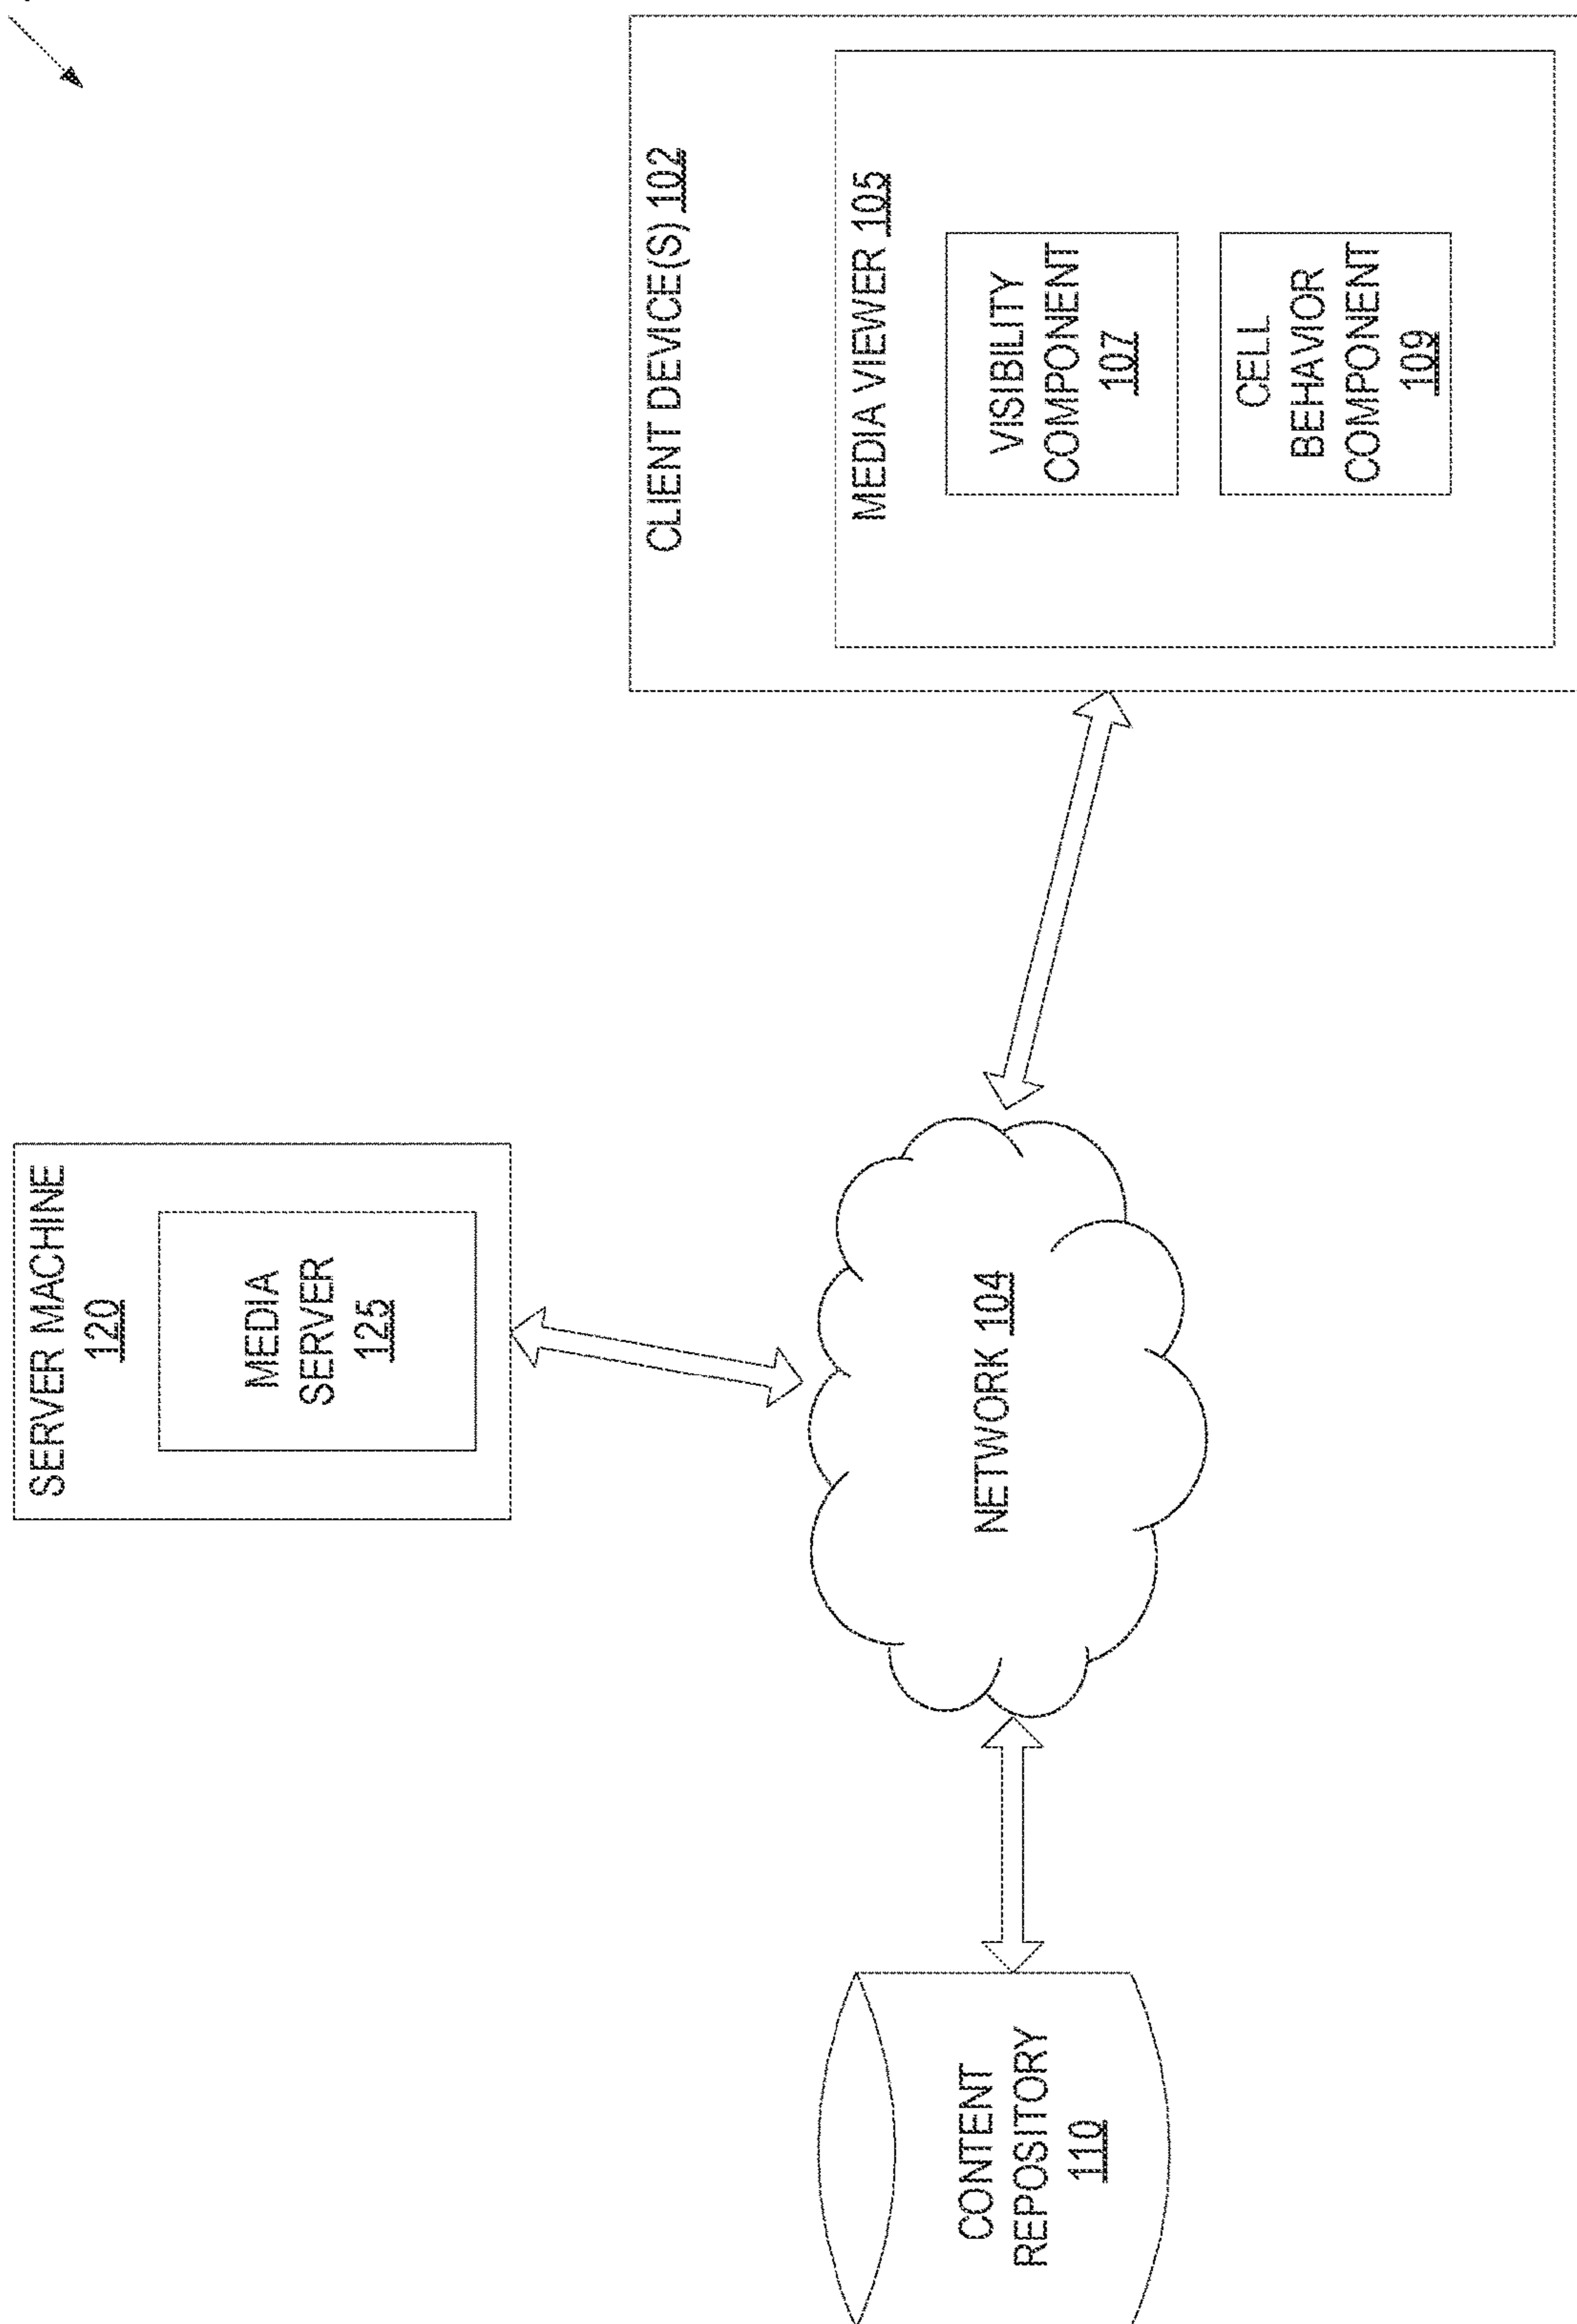 SERVER MACHINE
120
MEDIA
SERVER
125
CLIENT DEVICE(S) 102
MEDIA VIEWER 105
VISIBILITY
COMPONENT
107
CELL
BEHAVIOR
COMPONENT
109
NETWORK 104
CONTENT
REPOSITORY
110